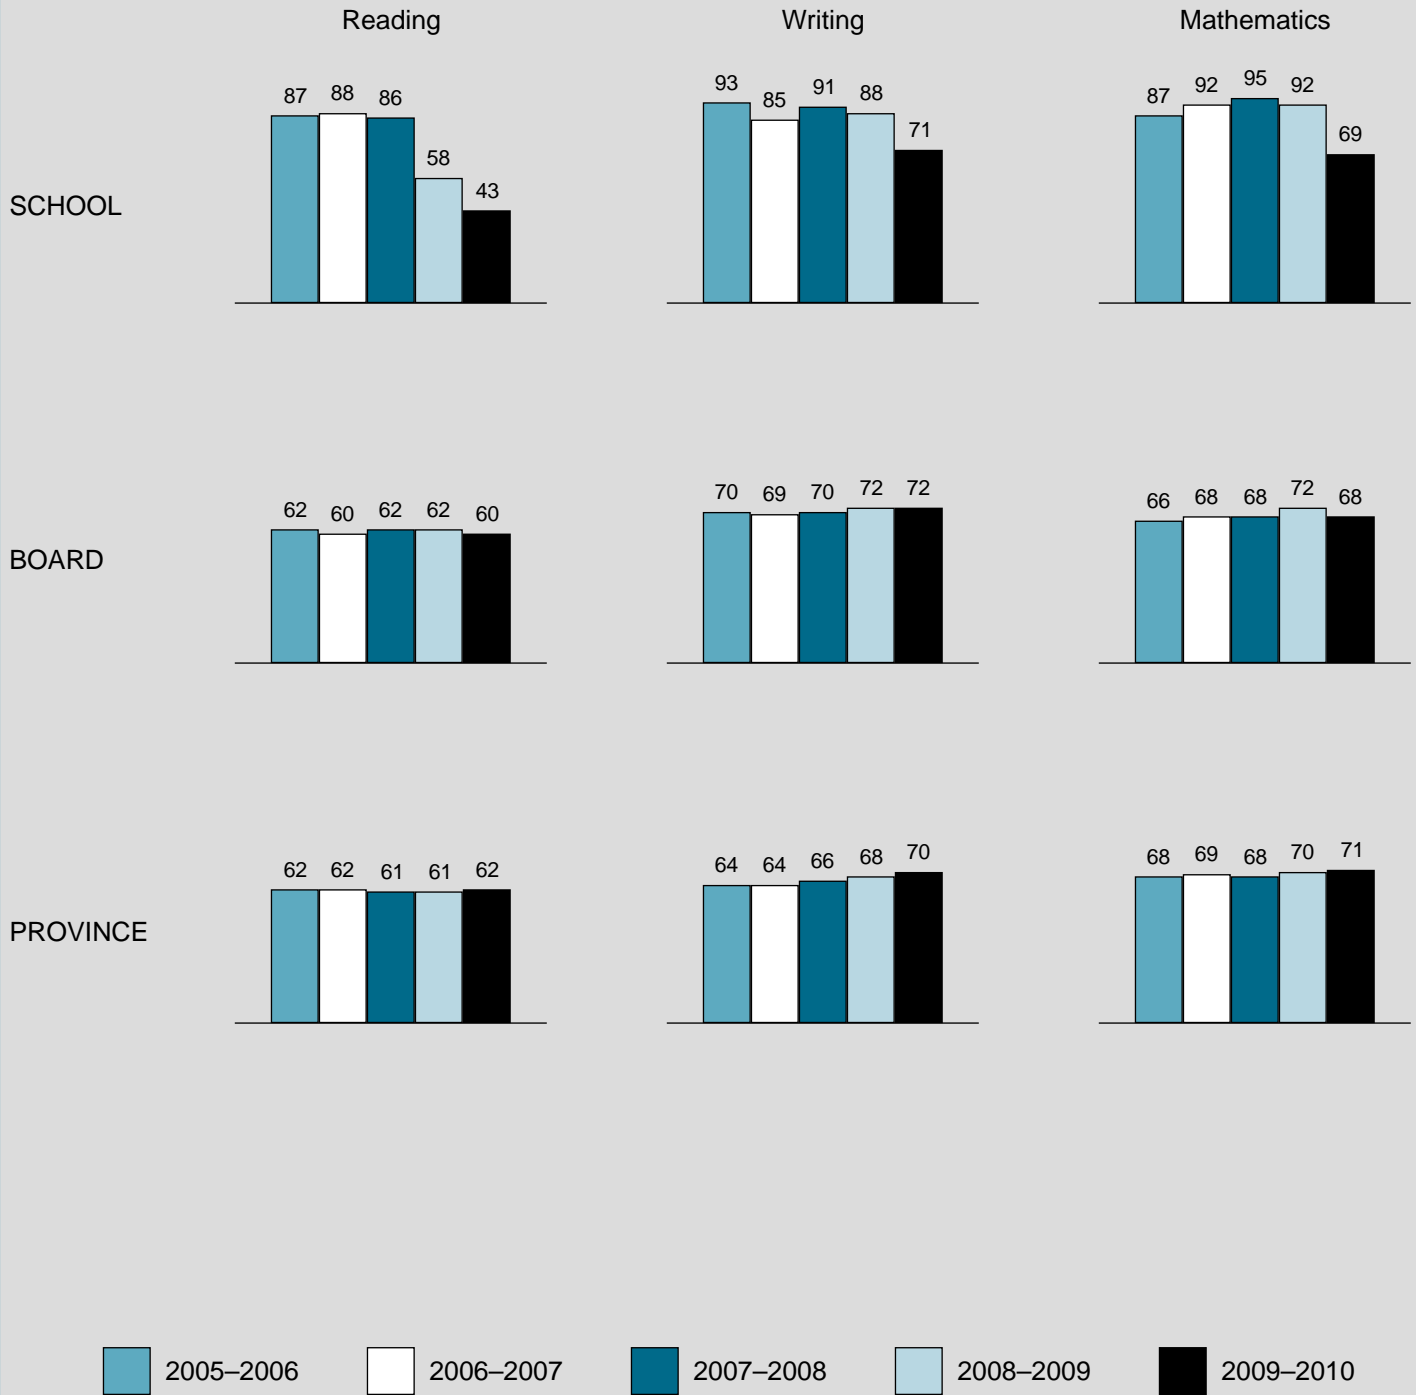 Reading Writing Mathematics
87 88 86 58 43 93 85 91 88 71 87 92 95 92 69
SCHOOL
62 60 62 62 60 70 69 70 72 72 66 68 68 72 68
BOARD
62 62 61 61 62 64 64 66 68 70 68 69 68 70 71
PROVINCE
2005–2006 2006–2007 2007–2008 2008–2009 2009–2010